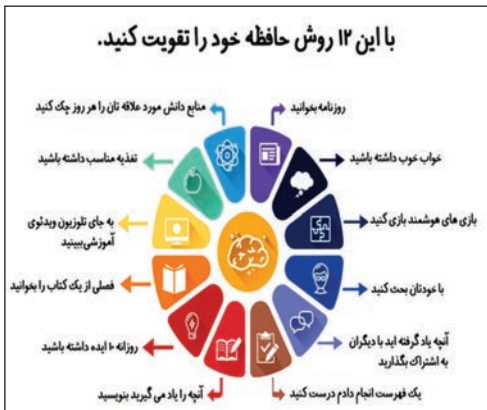 با این ۱۲ روش حافظه خود را تقویت کنید.
روزنامه بخوانید
خواب خوب داشته باشید
بازی های هوشمند بازی کنید
با خودتان بحث کنید
آنچه یاد گرفته اید با دیگران
به اشتراک بگذارید
یک فهرست انجام دادم درست کنید
منابع دانش مورد علاقه تان را هر روز چک کنید
تغذیه مناسب داشته باشید
به جای تلوزیون ویدئوی
آموزشی ببینید
فصلی از یک کتاب را بخوانید
روزانه ۱۰ ایده داشته باشید
آنچه را یاد می گیرید بنویسید